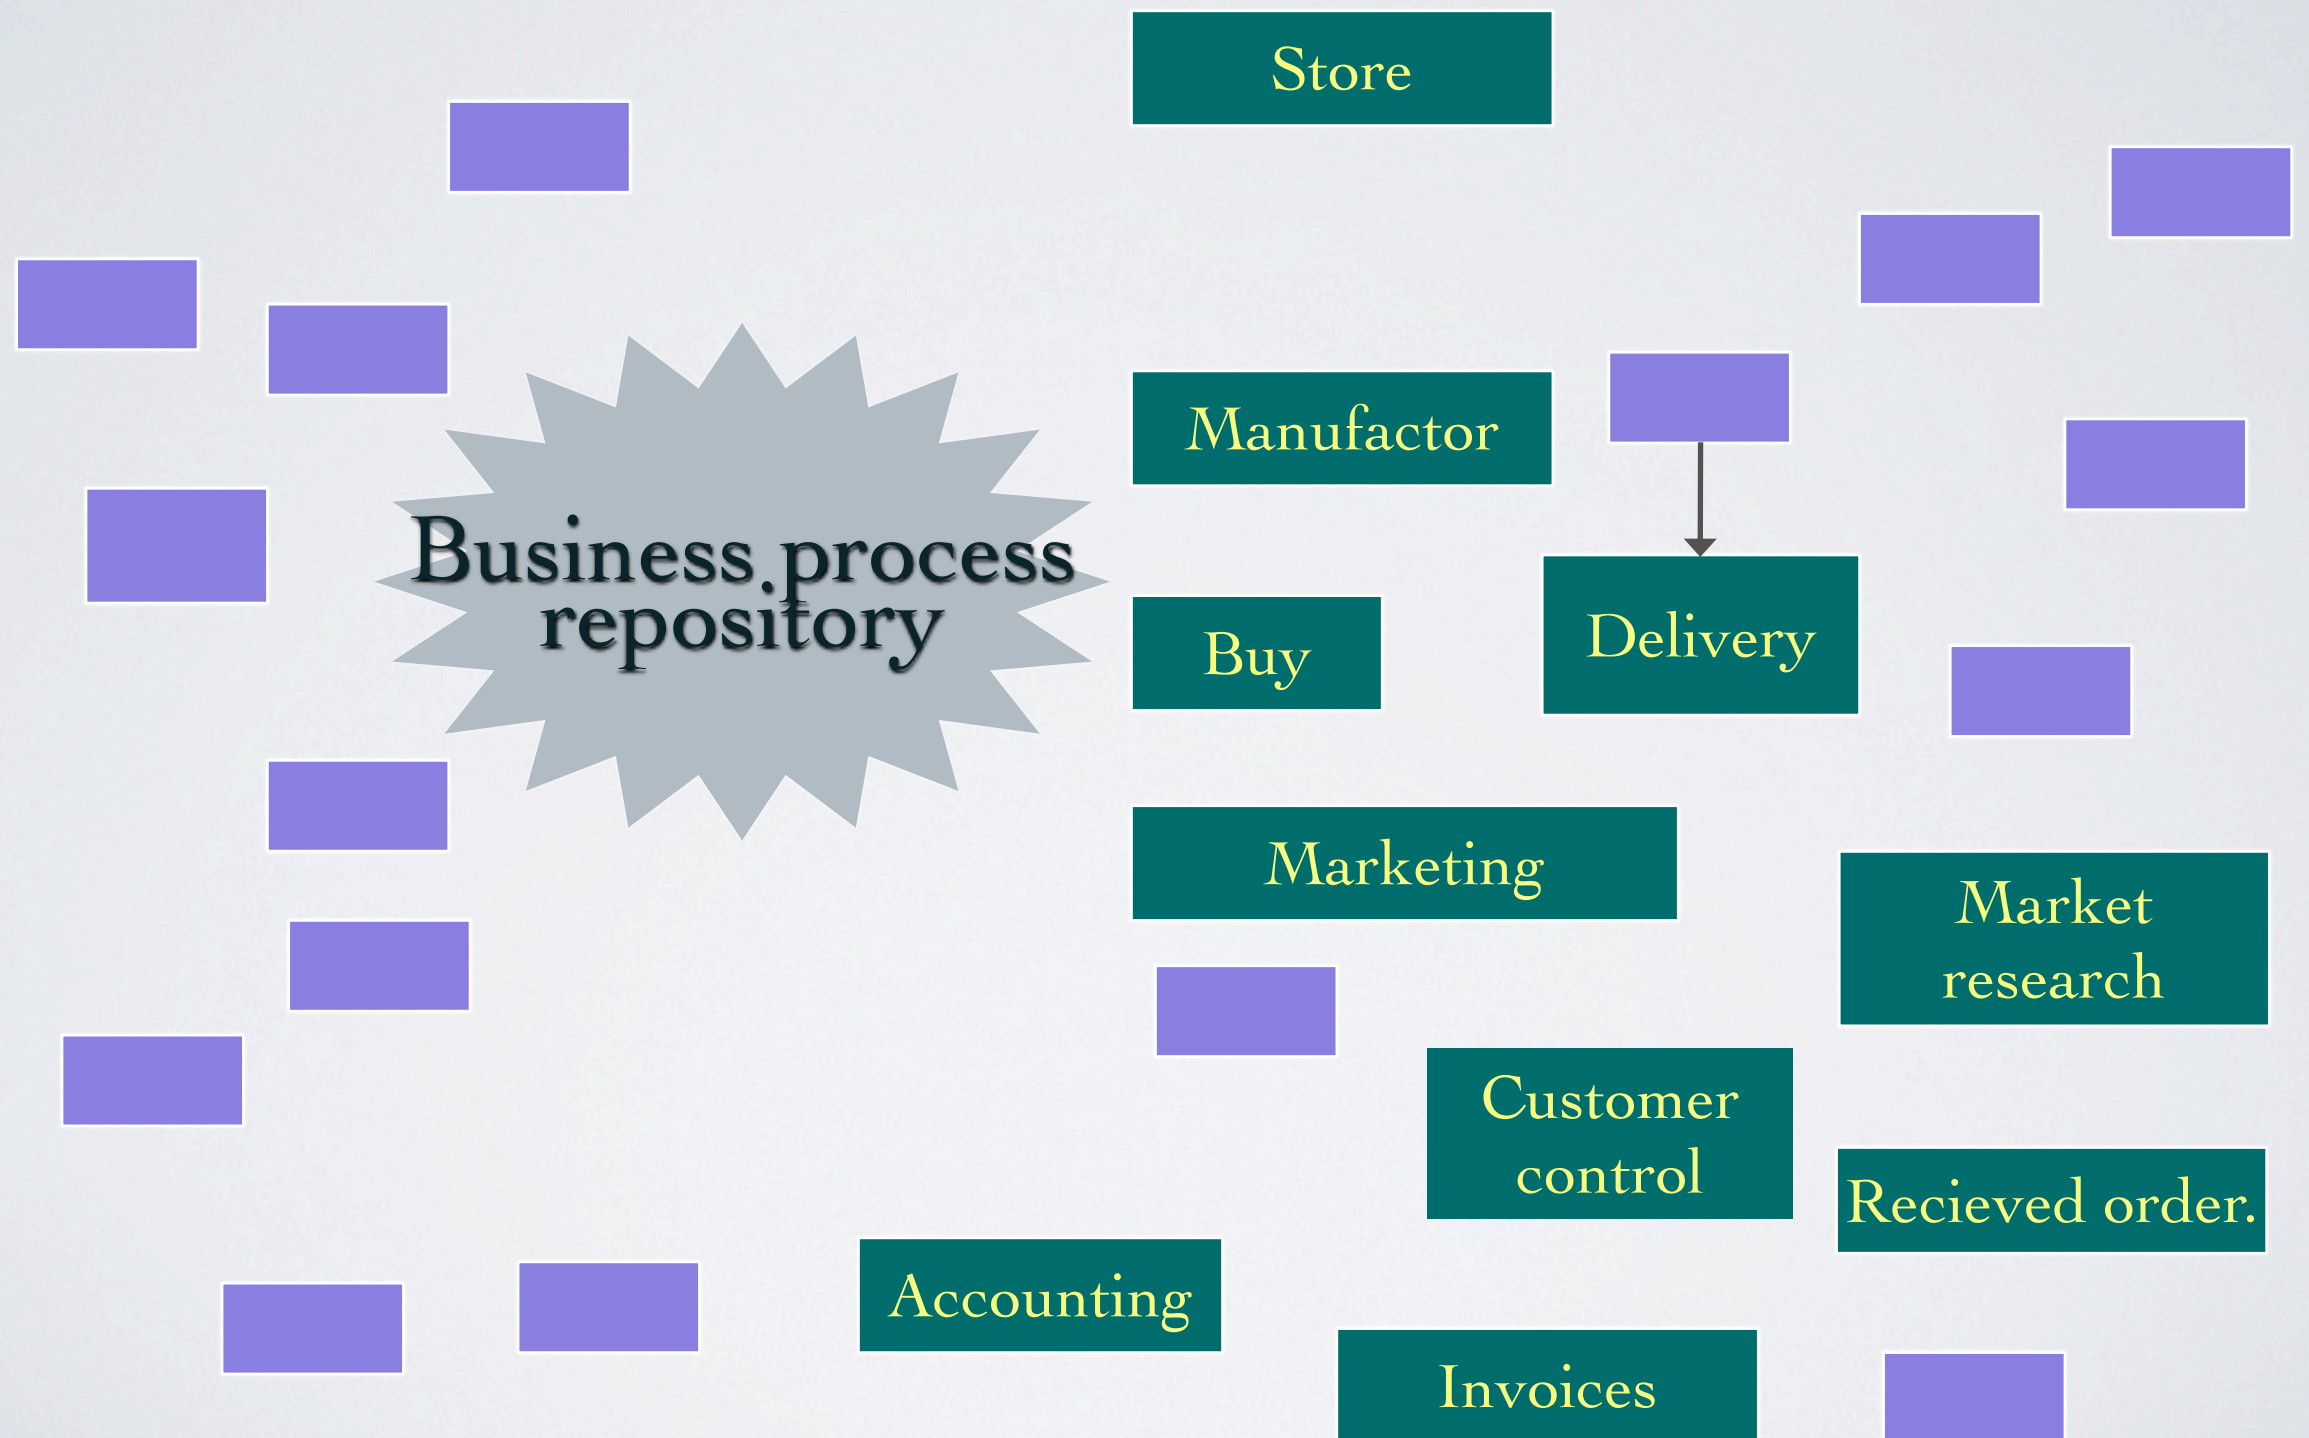 Store
Manufactor
Business.process
repository
Buy
Delivery
Marketing
Market
research
Customer
control
Recieved order.
Accounting
Invoices